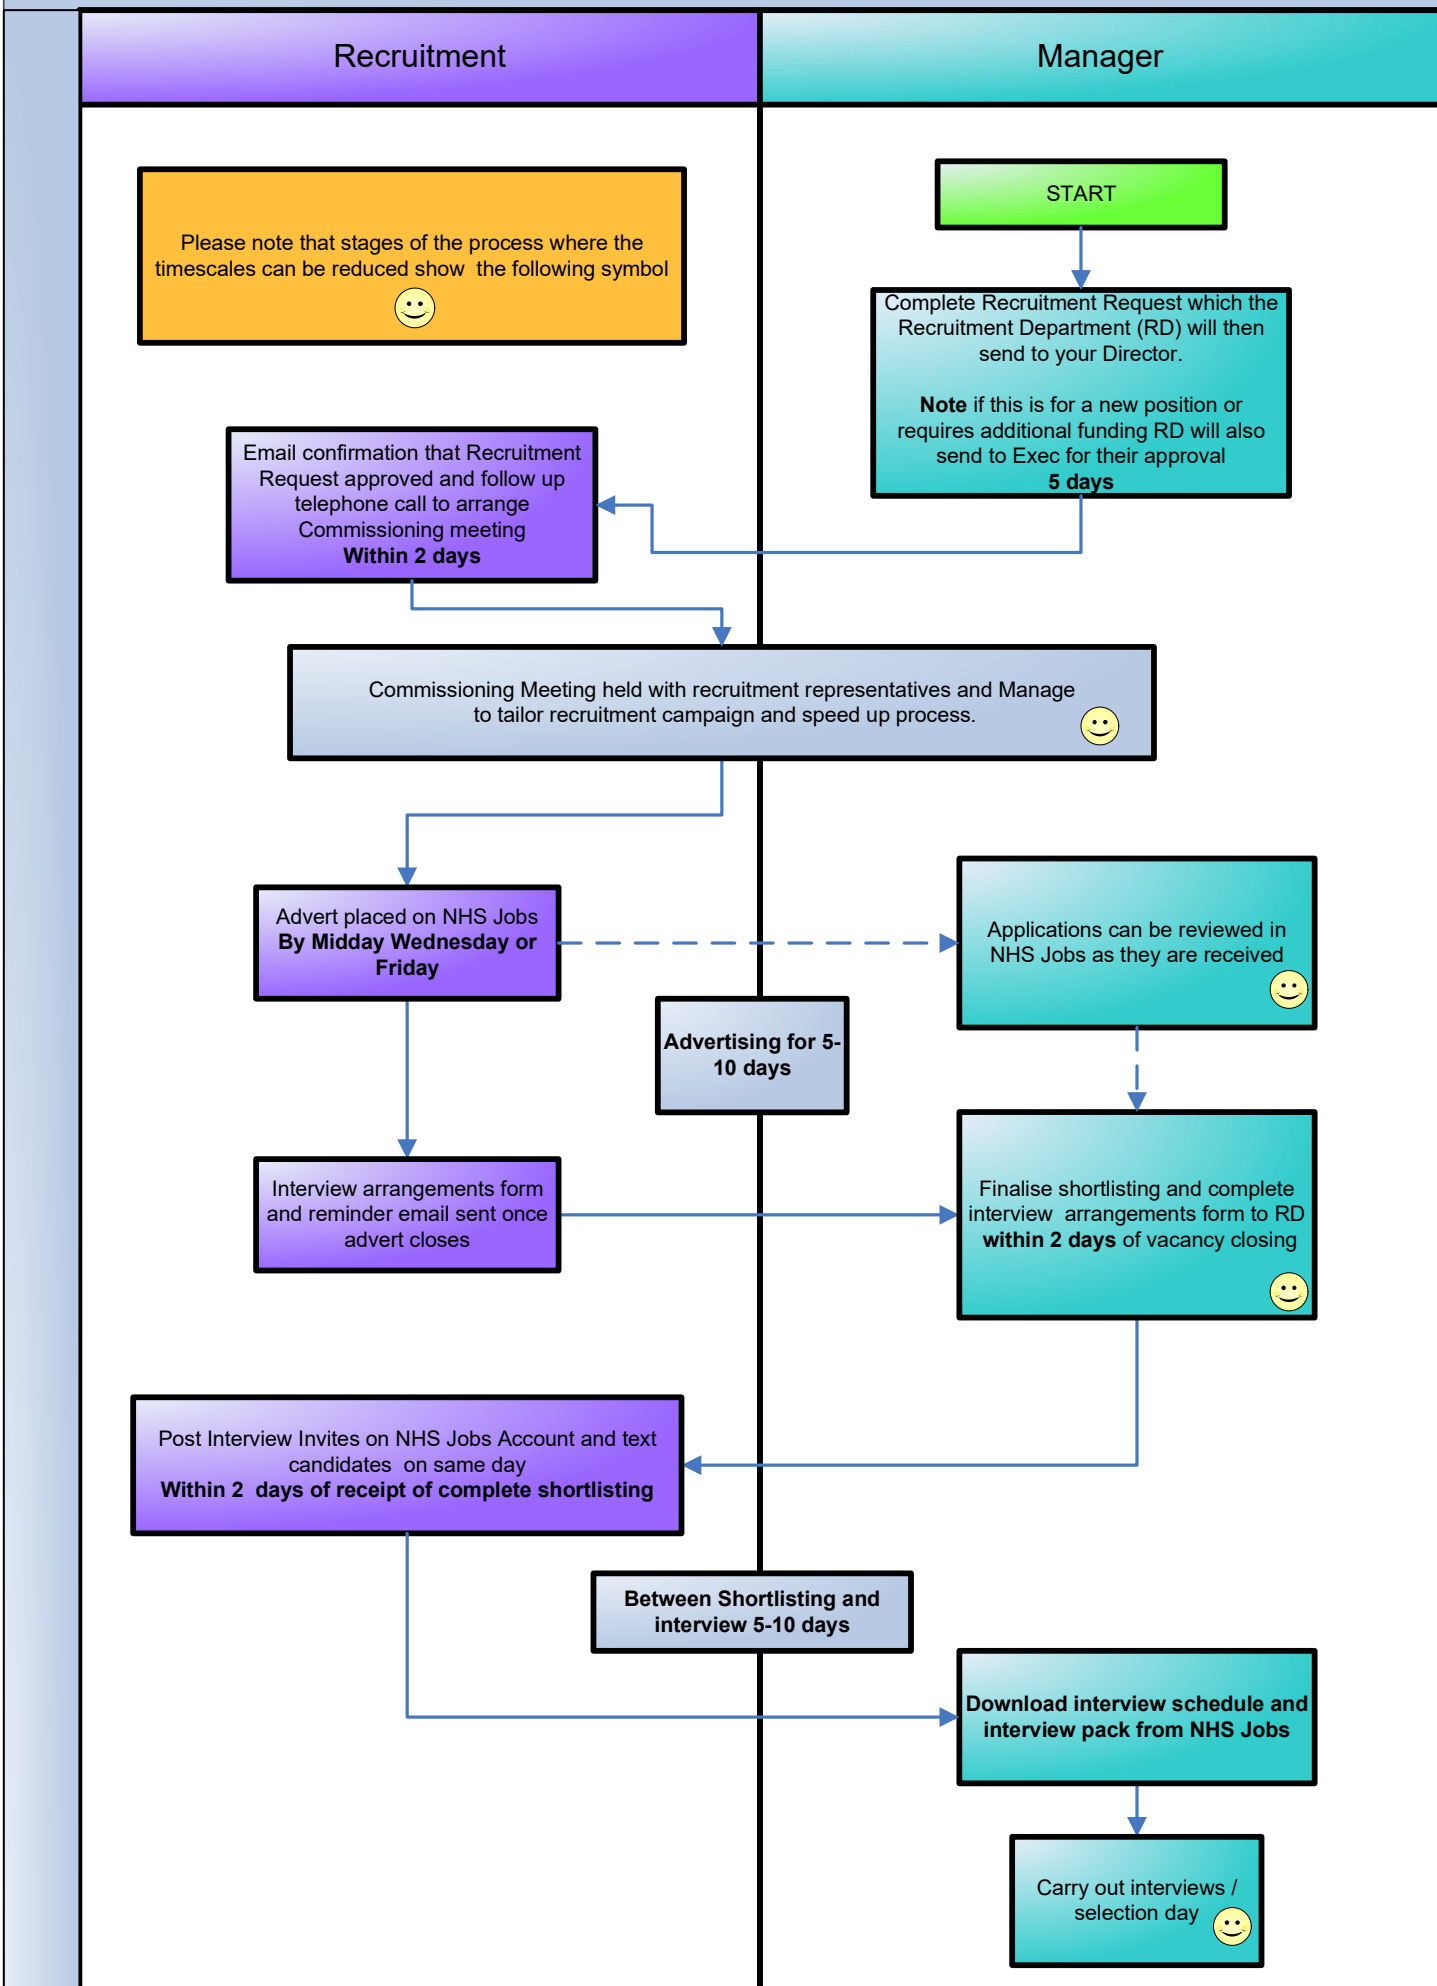 Recruitment
Manager
START
Please note that stages of the process where the
timescales can be reduced show the following symbol
Complete Recruitment Request which the
Recruitment Department (RD) will then
send to your Director.
Note if this is for a new position or
requires additional funding RD will also
send to Exec for their approval
5 days
Email confirmation that Recruitment
Request approved and follow up
telephone call to arrange
Commissioning meeting
Within 2 days
Commissioning Meeting held with recruitment representatives and Manage
to tailor recruitment campaign and speed up process.
Advert placed on NHS Jobs
By Midday Wednesday or
Friday
Applications can be reviewed in
NHS Jobs as they are received
Advertising for 5-
10 days
Interview arrangements form
and reminder email sent once
advert closes
Finalise shortlisting and complete
interview arrangements form to RD
within 2 days of vacancy closing
Post Interview Invites on NHS Jobs Account and text
candidates on same day
Within 2 days of receipt of complete shortlisting
Between Shortlisting and
interview 5-10 days
Download interview schedule and
interview pack from NHS Jobs
Carry out interviews /
selection day